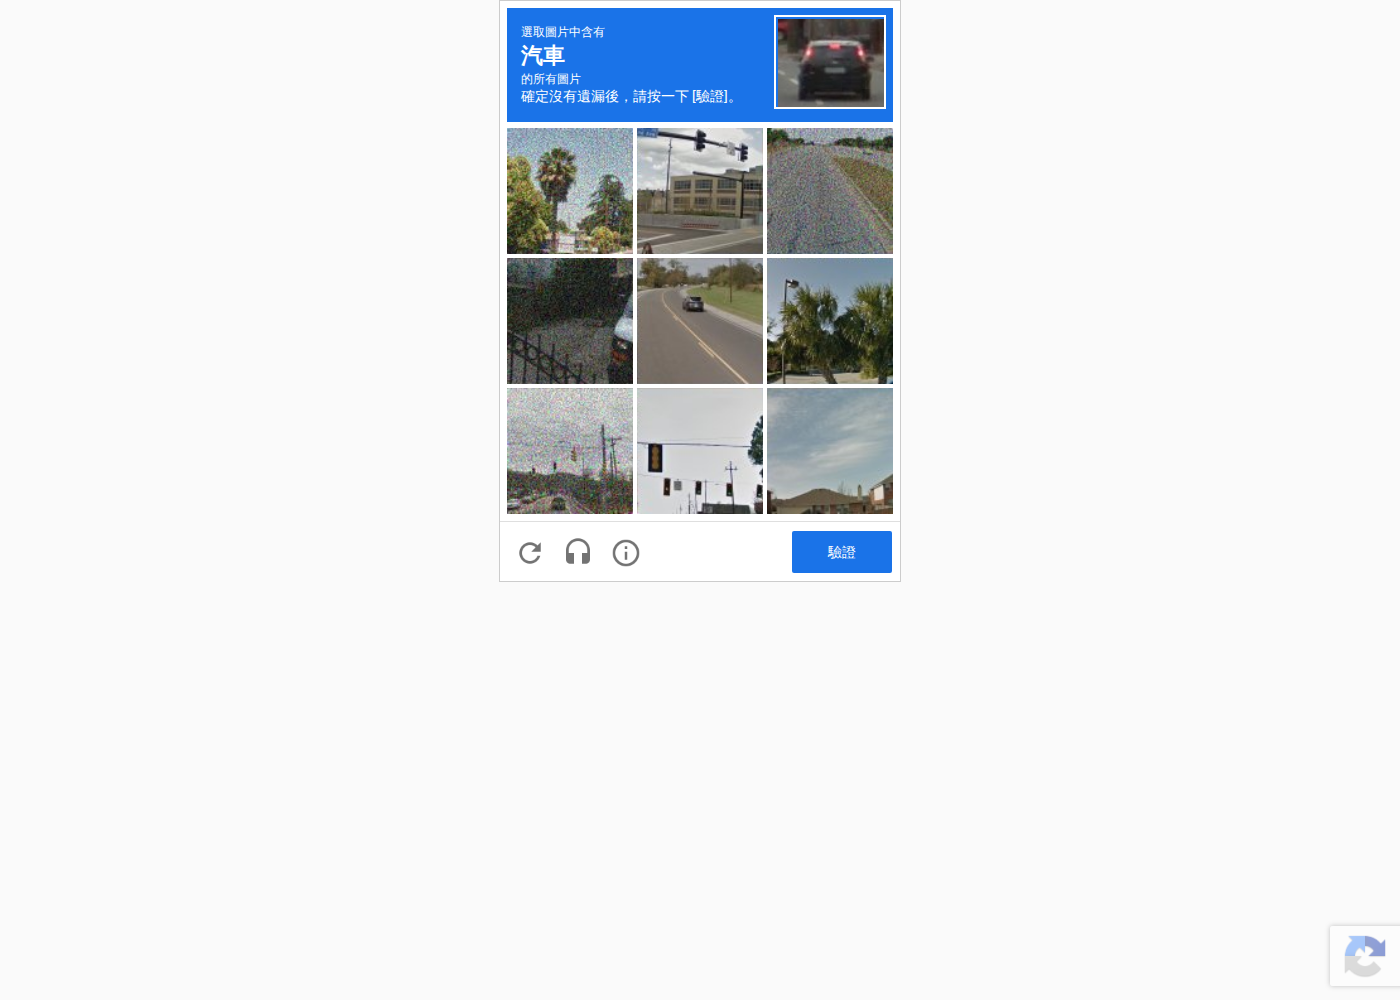 選取圖片中含有
汽車
的所有圖片
確定沒有遺漏後，請按一下 [驗證]。
驗證